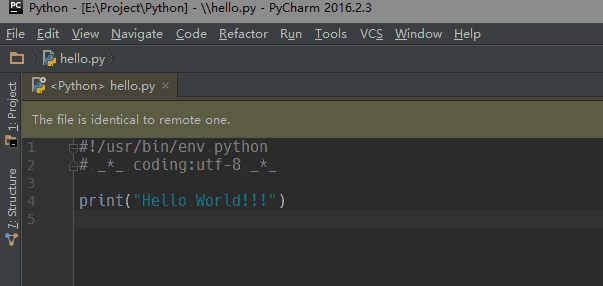 PC Python - [E:\Project\Python] - \\hello.py - PyCharm 2016.2.3
File Edit View Navigate Code Refactor Run Tools VCS Window Help
hello.py
1: Project
7: Structure
<Python> hello.py ×
The file is identical to remote one.
1 #!/usr/bin/env python
2 # _*_ coding:utf-8 _*_
3
4 print("Hello World!!!")
5